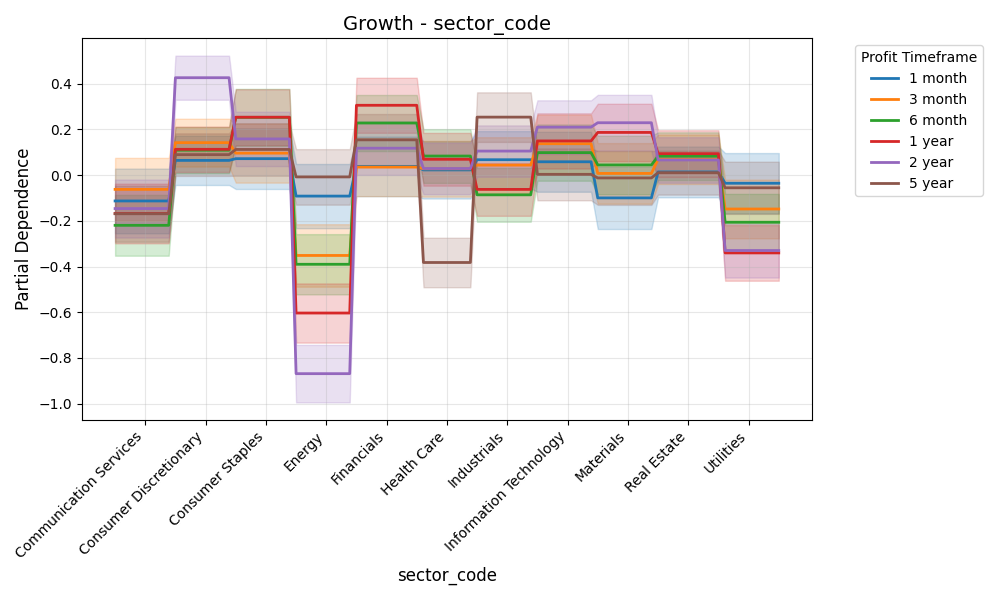 Growth - sector_code
Profit Timeframe
1 month
3 month
6 month
1 year
2 year
5 year
Partial Dependence
0.4
0.2
0.0
−0.2
−0.4
−0.6
−0.8
−1.0
Communication Services
Consumer Discretionary
Consumer Staples
Energy
Financials
Health Care
Industrials
Information Technology
Materials
Real Estate
Utilities
sector_code